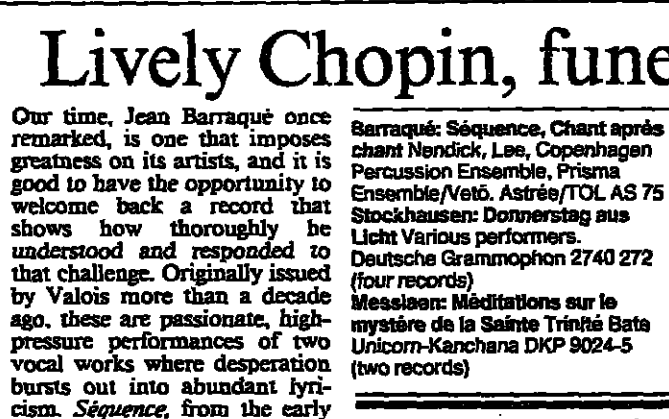 Lively Chopin, fune
Our time, Jean Barraqué once
remarked, is one that imposes
greatness on its artists, and it is
good to have the opportunity to
welcome back a record that
shows how thoroughly he
understood and responded to
that challenge. Originally issued
by Valois more than a decade
ago, these are passionate, high-
pressure performances of two
vocal works where desperation
bursts out into abundant lyri-
cism. Séquence, from the early
Barraqué: Séquence, Chant après
chant Nendick, Lee, Copenhagen
Percussion Ensemble, Prisma
Ensemble/Vetö. Astrée/TOL AS 75
Stockhausen: Donnerstag aus
Licht Various performers.
Deutsche Grammophon 2740 272
(four records)
Messiaen: Méditations sur le
mystère de la Sainte Trinité Bate
Unicorn-Kanchana DKP 9024-5
(two records)